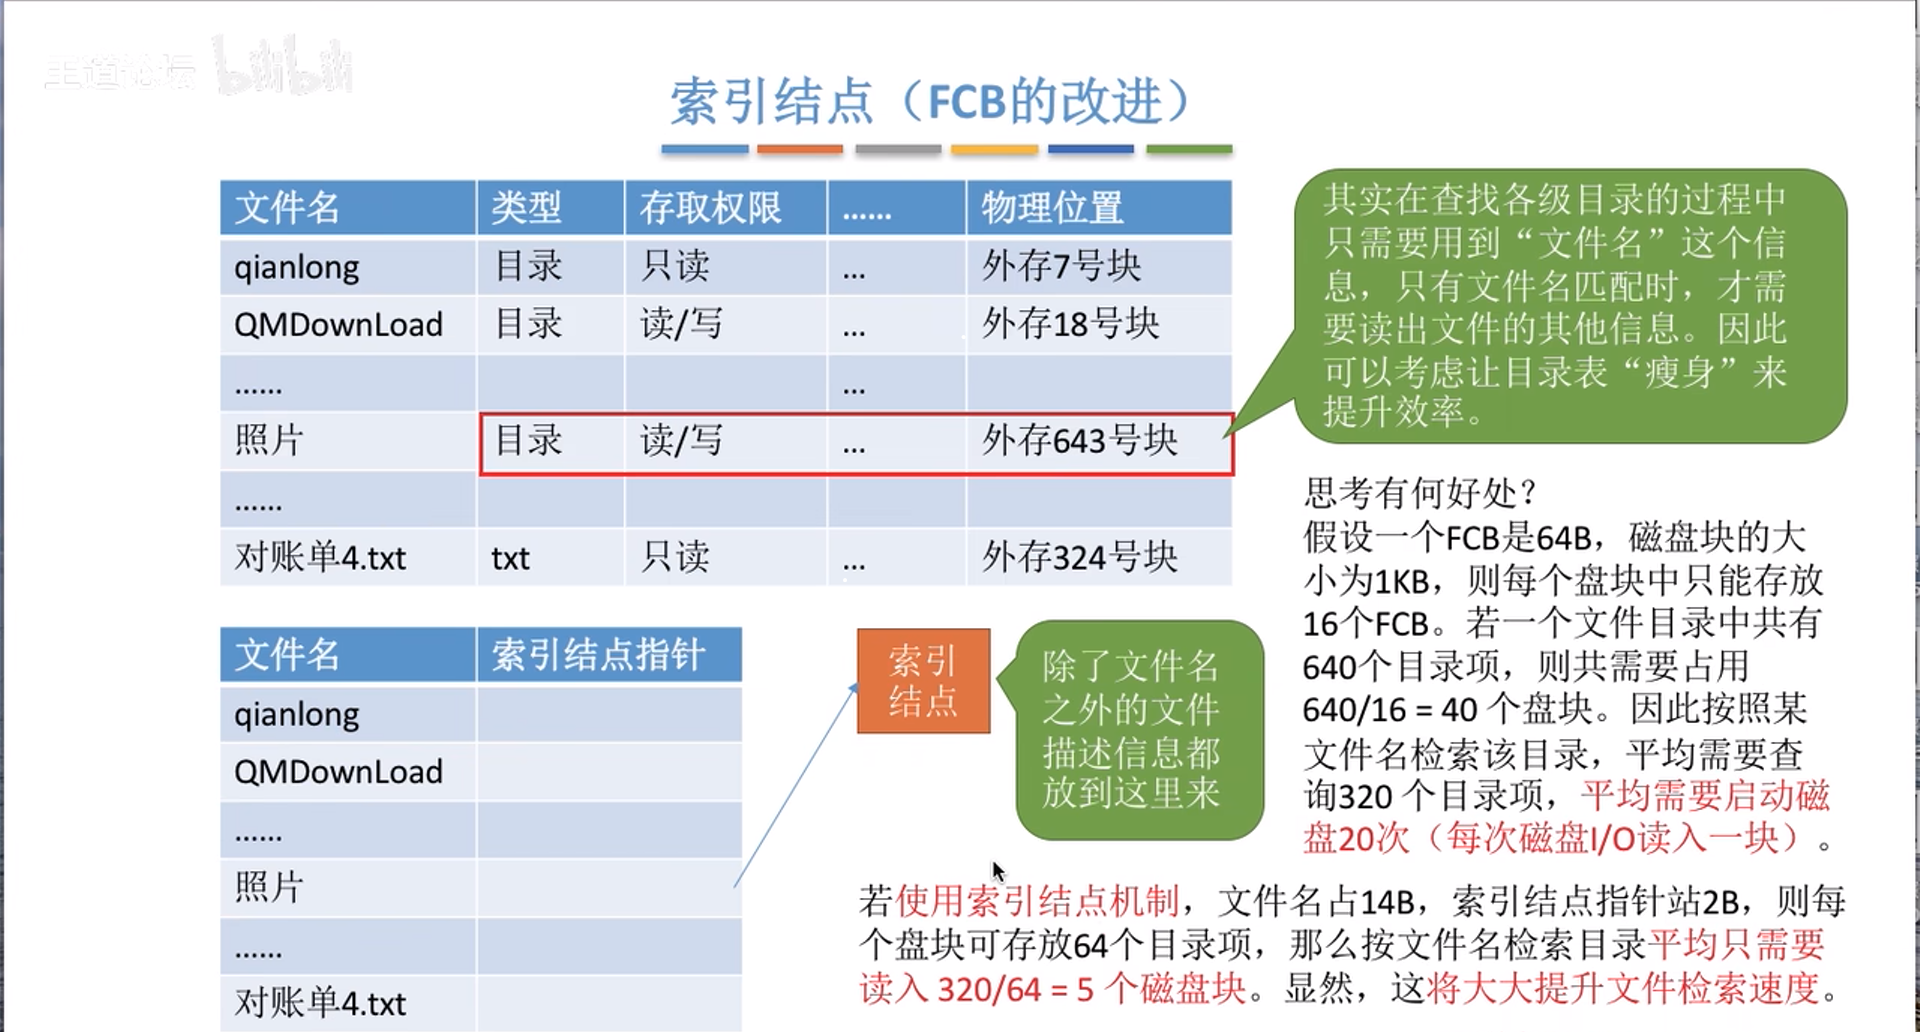 王道论坛 bilibili
索引结点（FCB的改进）
文件名 类型 存取权限 …… 物理位置
qianlong 目录 只读 … 外存7号块
QMDownLoad 目录 读/写 … 外存18号块
…… …
照片 目录 读/写 … 外存643号块
……
对账单4.txt txt 只读 … 外存324号块
其实在查找各级目录的过程中
只需要用到“文件名”这个信
息，只有文件名匹配时，才需
要读出文件的其他信息。因此
可以考虑让目录表“瘦身”来
提升效率。
思考有何好处？
假设一个FCB是64B，磁盘块的大
小为1KB，则每个盘块中只能存放
16个FCB。若一个文件目录中共有
640个目录项，则共需要占用
640/16 = 40 个盘块。因此按照某
文件名检索该目录，平均需要查
询320 个目录项，平均需要启动磁
盘20次（每次磁盘I/O读入一块）。
文件名 索引结点指针
qianlong
QMDownLoad
……
照片
……
对账单4.txt
索引
结点
除了文件名
之外的文件
描述信息都
放到这里来
若使用索引结点机制，文件名占14B，索引结点指针站2B，则每
个盘块可存放64个目录项，那么按文件名检索目录平均只需要
读入 320/64 = 5 个磁盘块。显然，这将大大提升文件检索速度。